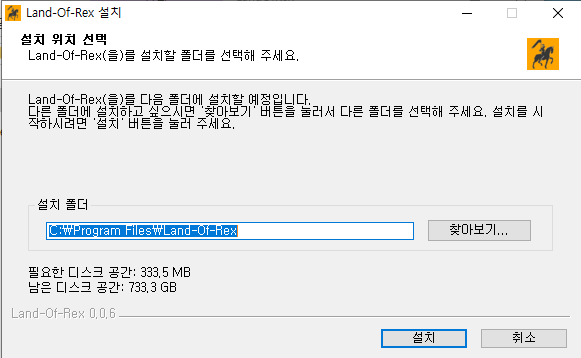 Land-Of-Rex 설치
설치 위치 선택
Land-Of-Rex(을)를 설치할 폴더를 선택해 주세요.
Land-Of-Rex(을)를 다음 폴더에 설치할 예정입니다.
다른 폴더에 설치하고 싶으시면 '찾아보기' 버튼을 눌러서 다른 폴더를 선택해 주세요. 설치를 시
작하시려면 '설치' 버튼을 눌러 주세요.
설치 폴더
C:₩Program Files₩Land-Of-Rex
찾아보기...
필요한 디스크 공간: 333.5 MB
남은 디스크 공간: 733.3 GB
Land-Of-Rex 0.0.6
설치
취소